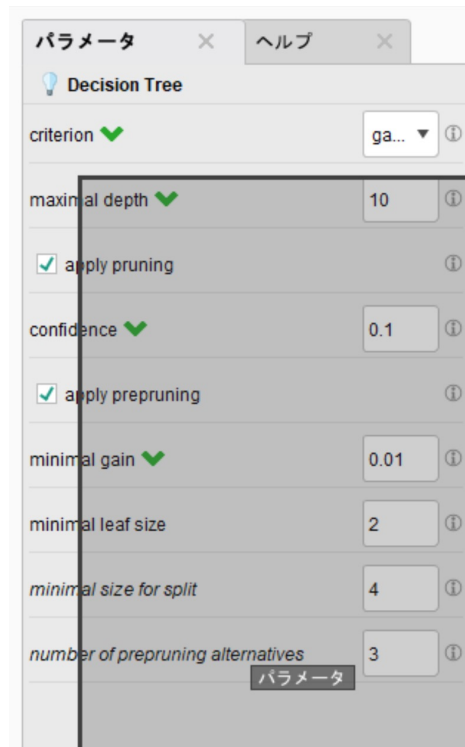 パラメータ × ヘルプ ×
Decision Tree
criterion ga...
maximal depth 10
apply pruning
confidence 0.1
apply prepruning
minimal gain 0.01
minimal leaf size 2
minimal size for split 4
number of prepruning alternatives 3
パラメータ